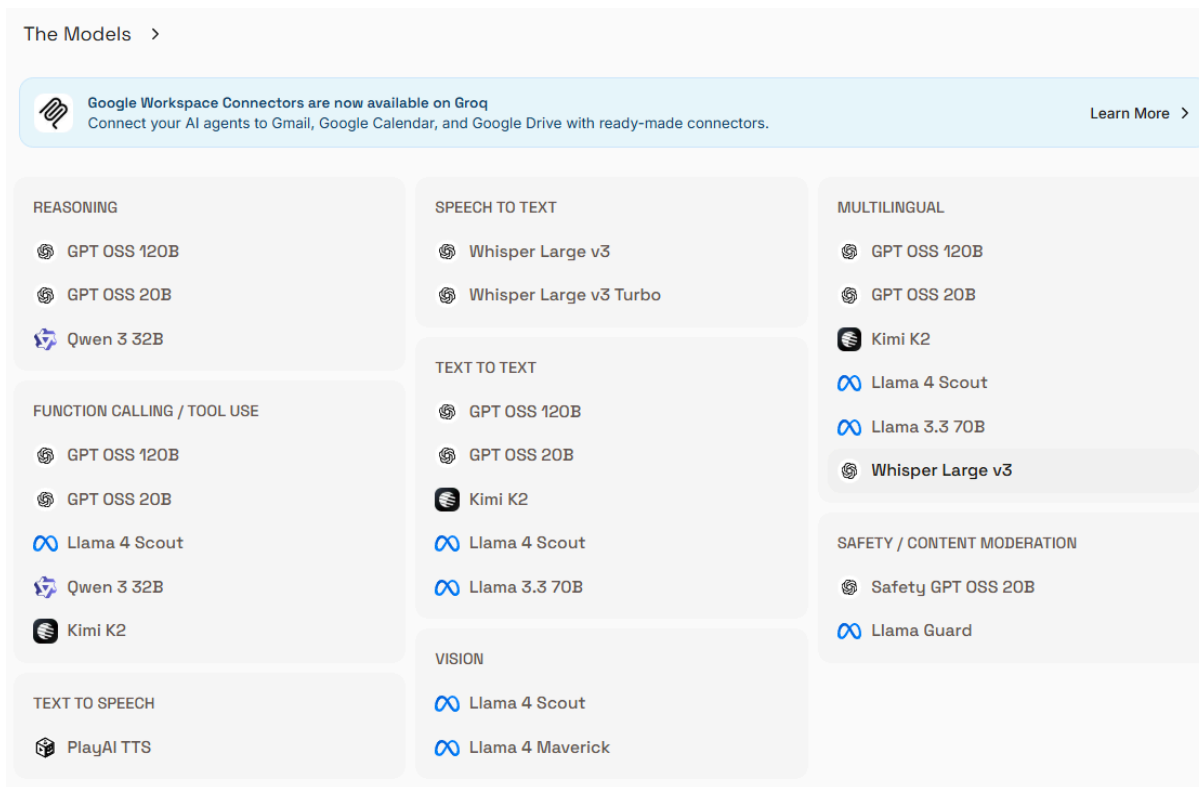 The Models
Google Workspace Connectors are now available on Groq
Connect your AI agents to Gmail, Google Calendar, and Google Drive with ready-made connectors.
Learn More
REASONING
GPT OSS 120B
GPT OSS 20B
Qwen 3 32B
FUNCTION CALLING / TOOL USE
GPT OSS 120B
GPT OSS 20B
Llama 4 Scout
Qwen 3 32B
Kimi K2
TEXT TO SPEECH
PlayAI TTS
SPEECH TO TEXT
Whisper Large v3
Whisper Large v3 Turbo
TEXT TO TEXT
GPT OSS 120B
GPT OSS 20B
Kimi K2
Llama 4 Scout
Llama 3.3 70B
VISION
Llama 4 Scout
Llama 4 Maverick
MULTILINGUAL
GPT OSS 120B
GPT OSS 20B
Kimi K2
Llama 4 Scout
Llama 3.3 70B
Whisper Large v3
SAFETY / CONTENT MODERATION
Safety GPT OSS 20B
Llama Guard